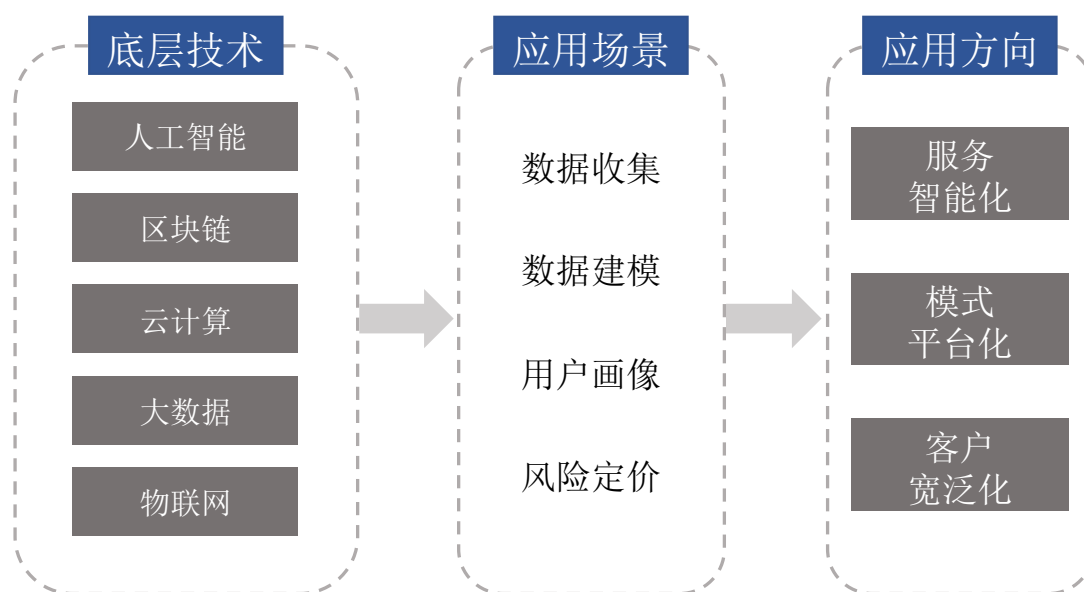 底层技术
人工智能
区块链
云计算
大数据
物联网
应用场景
数据收集
数据建模
用户画像
风险定价
应用方向
服务
智能化
模式
平台化
客户
宽泛化